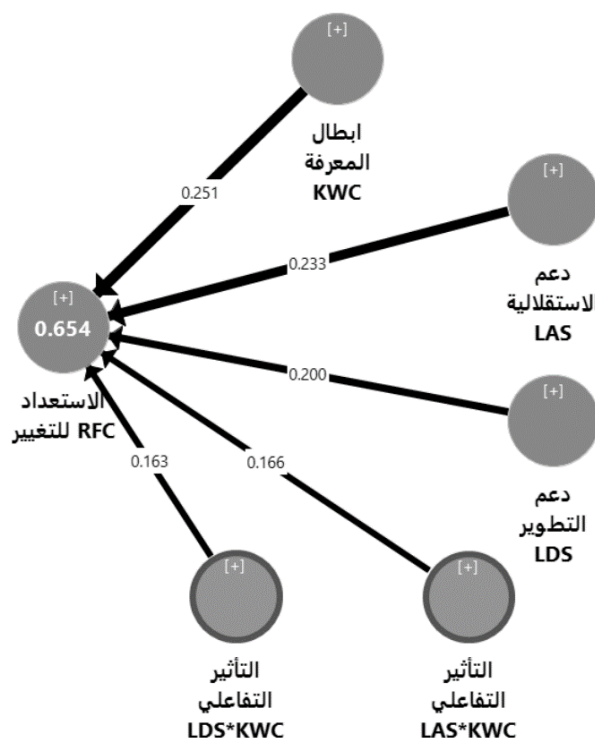 [+]
ابطال
المعرفة
KWC
0.251
[+]
دعم
الاستقلالية
LAS
0.233
[+]
0.654
الاستعداد
للتغيير RFC
0.200
[+]
دعم
التطوير
LDS
0.163
0.166
[+]
التأثير
التفاعلي
LDS*KWC
[+]
التأثير
التفاعلي
LAS*KWC